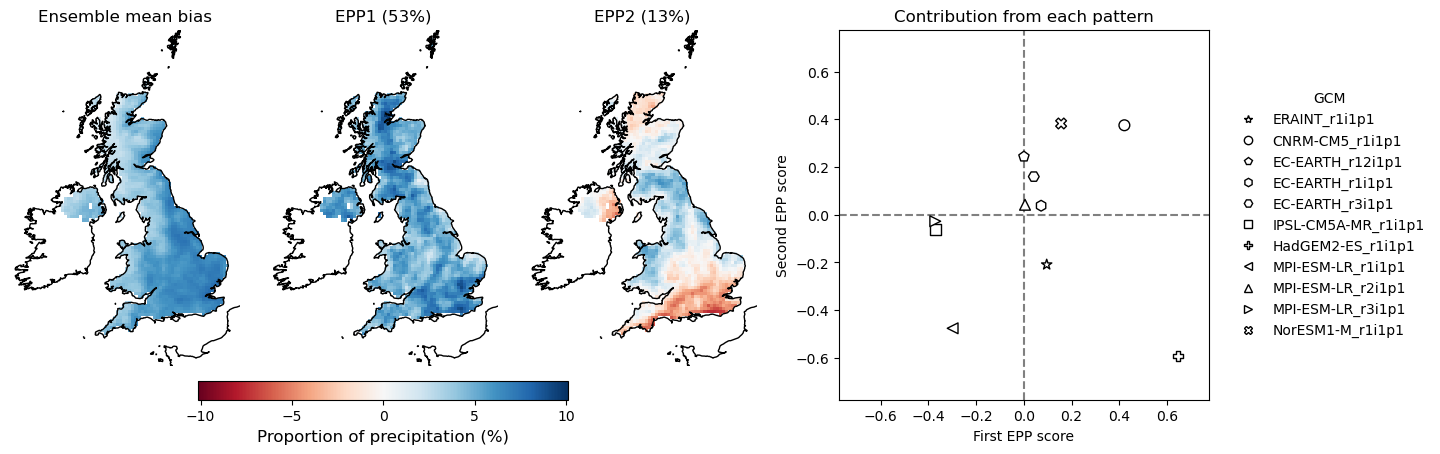 Ensemble mean bias
EPP1 (53%)
EPP2 (13%)
−10
−5
0
5
10
Proportion of precipitation (%)
Contribution from each pattern
Second EPP score
0.6
0.4
0.2
0.0
−0.2
−0.4
−0.6
−0.6
−0.4
−0.2
0.0
0.2
0.4
0.6
First EPP score
GCM
ERAINT_r1i1p1
CNRM-CM5_r1i1p1
EC-EARTH_r12i1p1
EC-EARTH_r1i1p1
EC-EARTH_r3i1p1
IPSL-CM5A-MR_r1i1p1
HadGEM2-ES_r1i1p1
MPI-ESM-LR_r1i1p1
MPI-ESM-LR_r2i1p1
MPI-ESM-LR_r3i1p1
NorESM1-M_r1i1p1